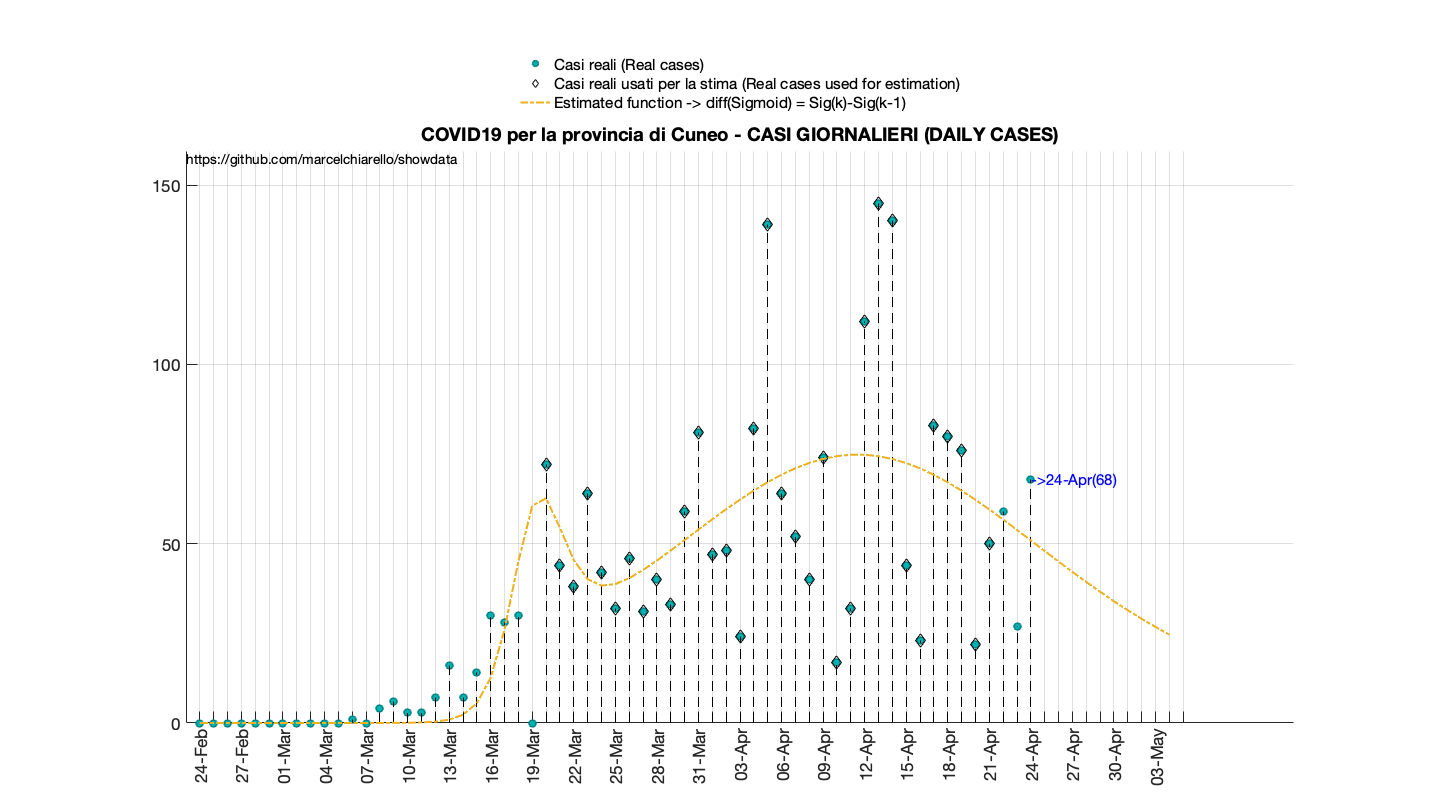 Casi reali (Real cases)
Casi reali usati per la stima (Real cases used for estimation)
Estimated function -> diff(Sigmoid) = Sig(k)-Sig(k-1)
COVID19 per la provincia di Cuneo - CASI GIORNALIERI (DAILY CASES)
https://github.com/marcelchiarello/showdata
150
100
50
0
->24-Apr(68)
24-Feb
27-Feb
01-Mar
04-Mar
07-Mar
10-Mar
13-Mar
16-Mar
19-Mar
22-Mar
25-Mar
28-Mar
31-Mar
03-Apr
06-Apr
09-Apr
12-Apr
15-Apr
18-Apr
21-Apr
24-Apr
27-Apr
30-Apr
03-May